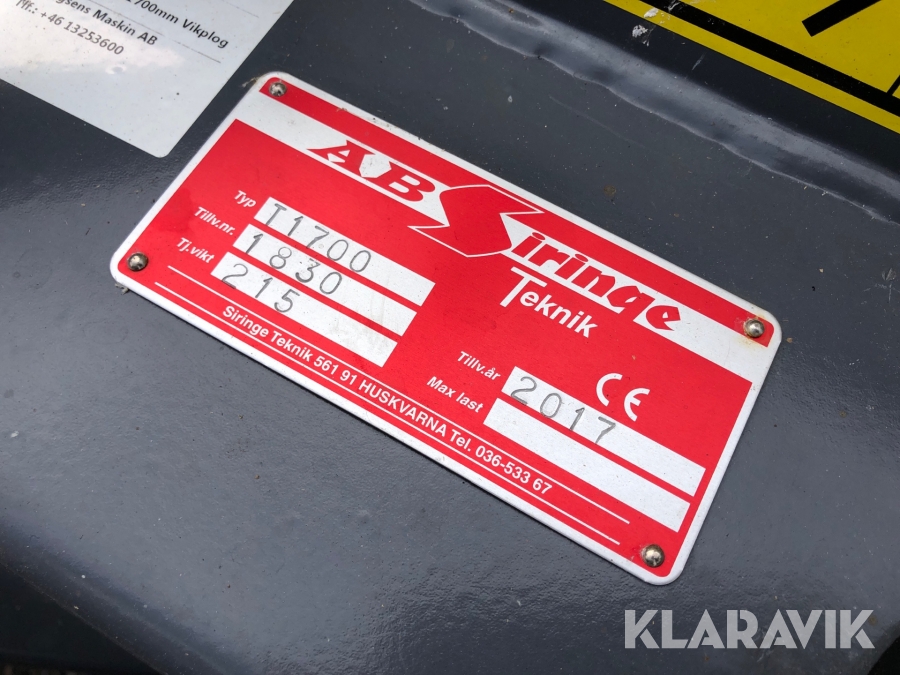 700mm Vikplog
Maskin AB
+46 13253600
AB Siringe
Teknik
Typ T1700
Tillv.nr. 1830
Tj.vikt 215
CE
Tillv.år 2017
Max last
Siringe Teknik 561 91 HUSKVARNA Tel. 036-533 67
KLARAVIK